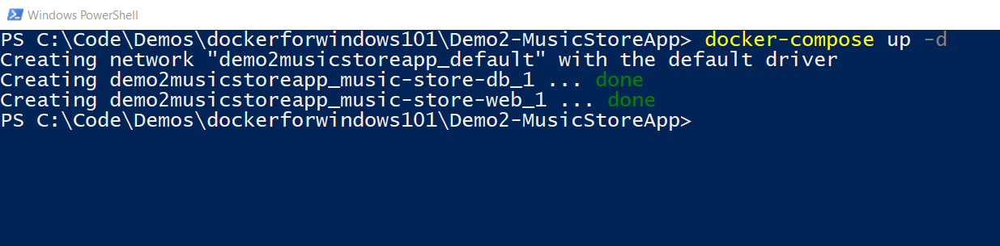 Windows PowerShell
PS C:\Code\Demos\dockerforwindows101\Demo2-MusicStoreApp> docker-compose up -d
Creating network "demo2musicstoreapp_default" with the default driver
Creating demo2musicstoreapp_music-store-db_1 ... done
Creating demo2musicstoreapp_music-store-web_1 ... done
PS C:\Code\Demos\dockerforwindows101\Demo2-MusicStoreApp>